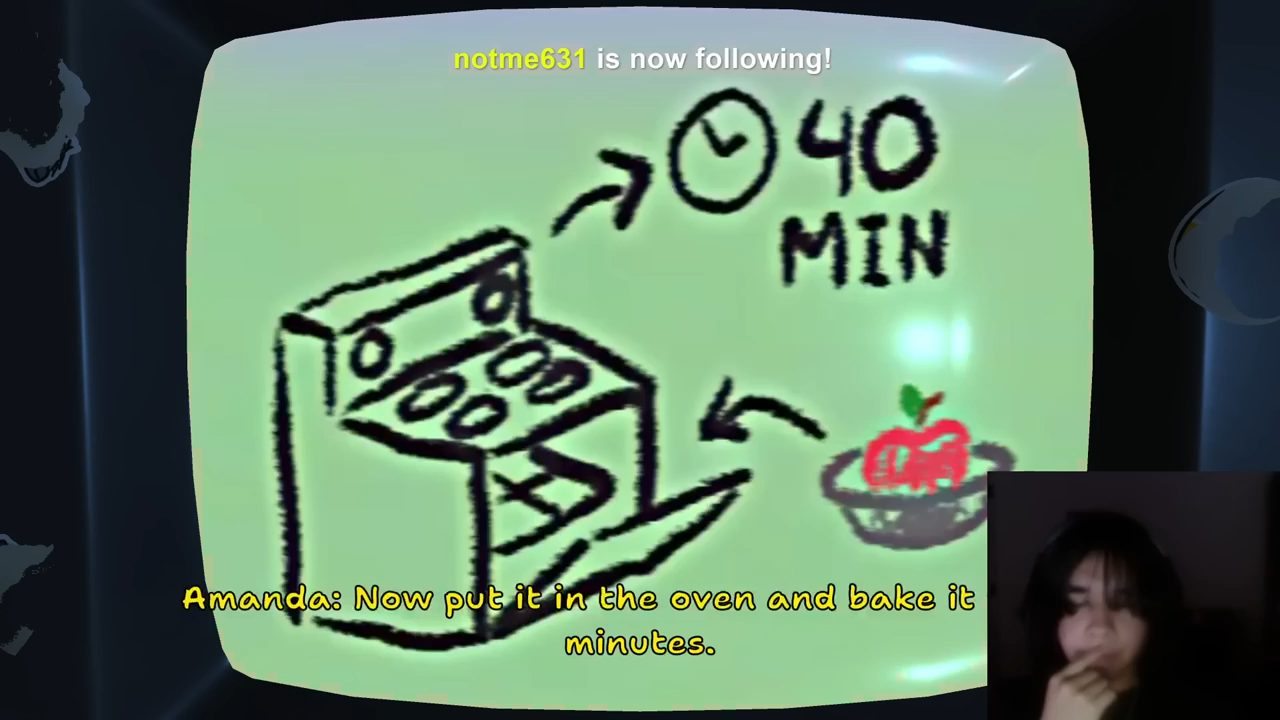 notme631 is now following!
40
MIN
Amanda: Now put it in the oven and bake it
minutes.